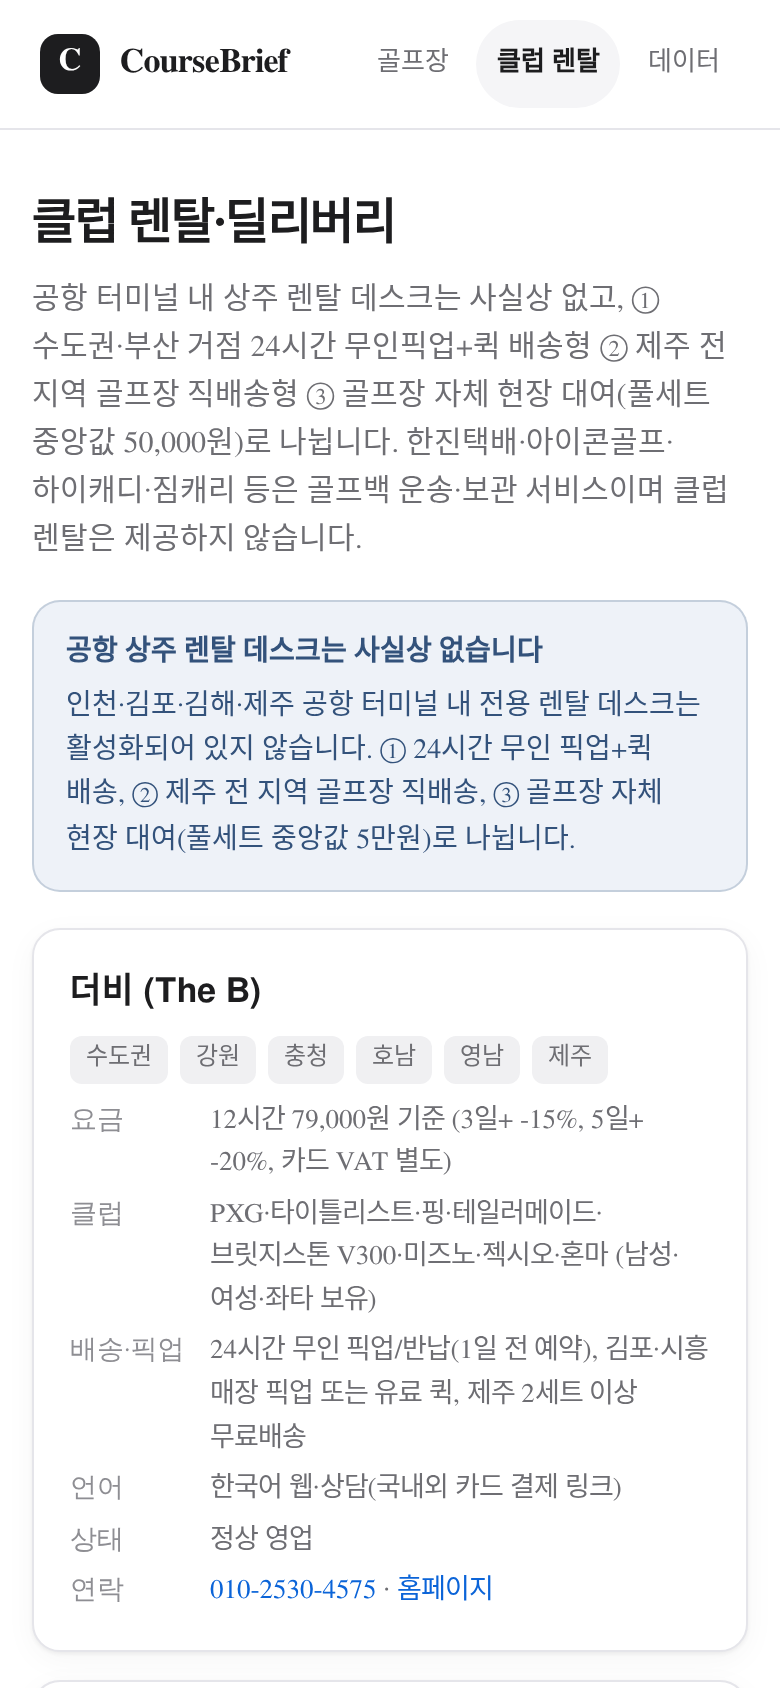 C CourseBrief 골프장 클럽 렌탈 데이터
클럽 렌탈·딜리버리
공항 터미널 내 상주 렌탈 데스크는 사실상 없고, ①
수도권·부산 거점 24시간 무인픽업+퀵 배송형 ② 제주 전
지역 골프장 직배송형 ③ 골프장 자체 현장 대여(풀세트
중앙값 50,000원)로 나뉩니다. 한진택배·아이콘골프·
하이캐디·짐캐리 등은 골프백 운송·보관 서비스이며 클럽
렌탈은 제공하지 않습니다.
공항 상주 렌탈 데스크는 사실상 없습니다
인천·김포·김해·제주 공항 터미널 내 전용 렌탈 데스크는
활성화되어 있지 않습니다. ① 24시간 무인 픽업+퀵
배송, ② 제주 전 지역 골프장 직배송, ③ 골프장 자체
현장 대여(풀세트 중앙값 5만원)로 나뉩니다.
더비 (The B)
수도권 강원 충청 호남 영남 제주
요금 12시간 79,000원 기준 (3일+ -15%, 5일+
-20%, 카드 VAT 별도)
클럽 PXG·타이틀리스트·핑·테일러메이드·
브릿지스톤 V300·미즈노·젝시오·혼마 (남성·
여성·좌타 보유)
배송·픽업 24시간 무인 픽업/반납(1일 전 예약), 김포·시흥
매장 픽업 또는 유료 퀵, 제주 2세트 이상
무료배송
언어 한국어 웹·상담(국내외 카드 결제 링크)
상태 정상 영업
연락 010-2530-4575 · 홈페이지